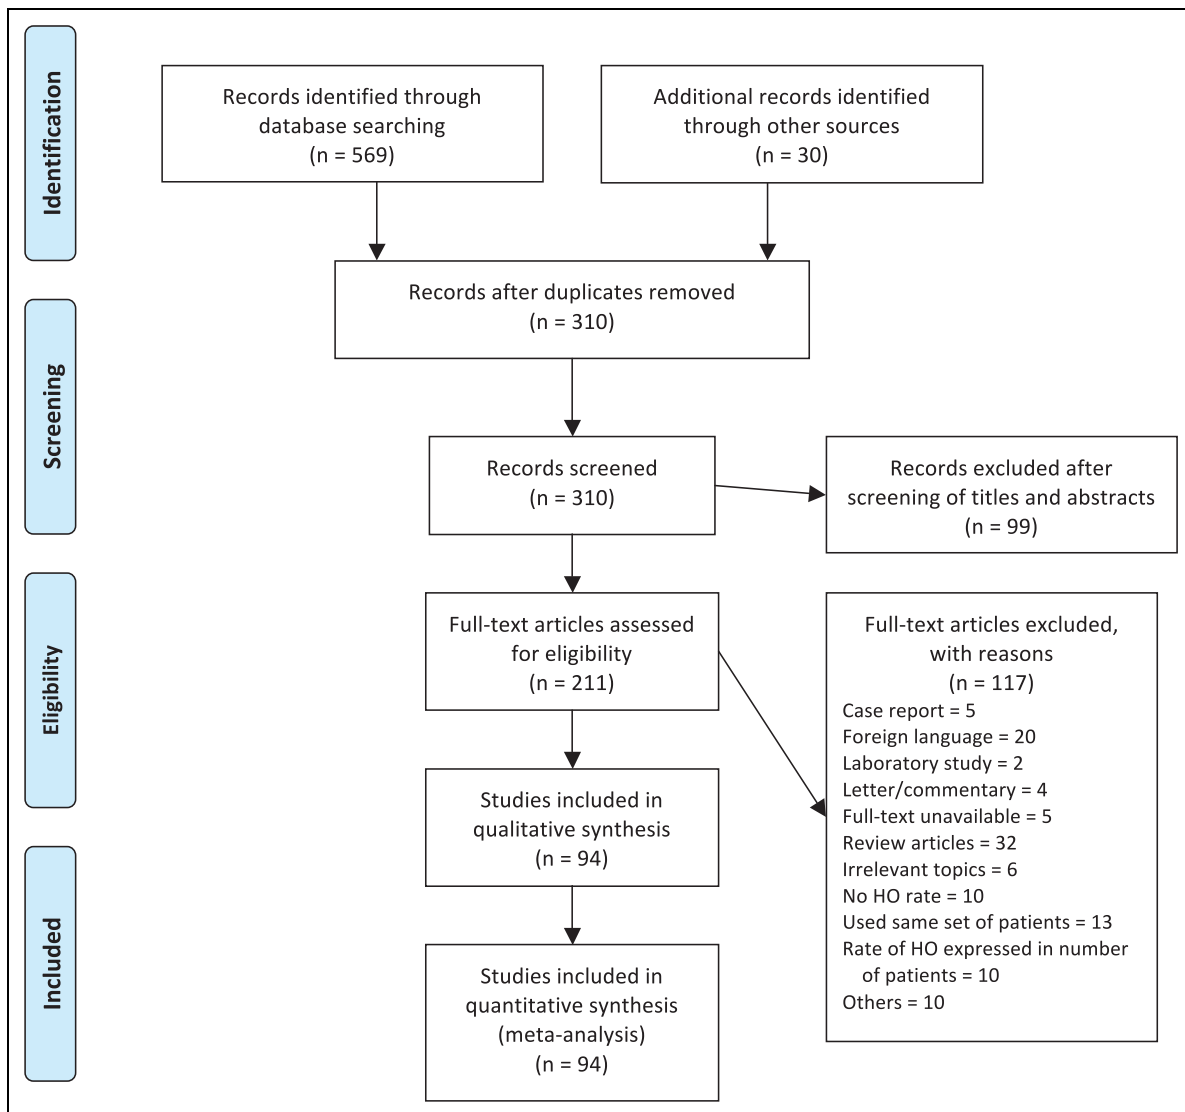 Identification
Records identified through
database searching
(n = 569)
Additional records identified
through other sources
(n = 30)
Records after duplicates removed
(n = 310)
Screening
Records screened
(n = 310)
Records excluded after
screening of titles and abstracts
(n = 99)
Eligibility
Full-text articles assessed
for eligibility
(n = 211)
Full-text articles excluded,
with reasons
(n = 117)
Case report = 5
Foreign language = 20
Laboratory study = 2
Letter/commentary = 4
Full-text unavailable = 5
Review articles = 32
Irrelevant topics = 6
No HO rate = 10
Used same set of patients = 13
Rate of HO expressed in number
of patients = 10
Others = 10
Studies included in
qualitative synthesis
(n = 94)
Included
Studies included in
quantitative synthesis
(meta-analysis)
(n = 94)